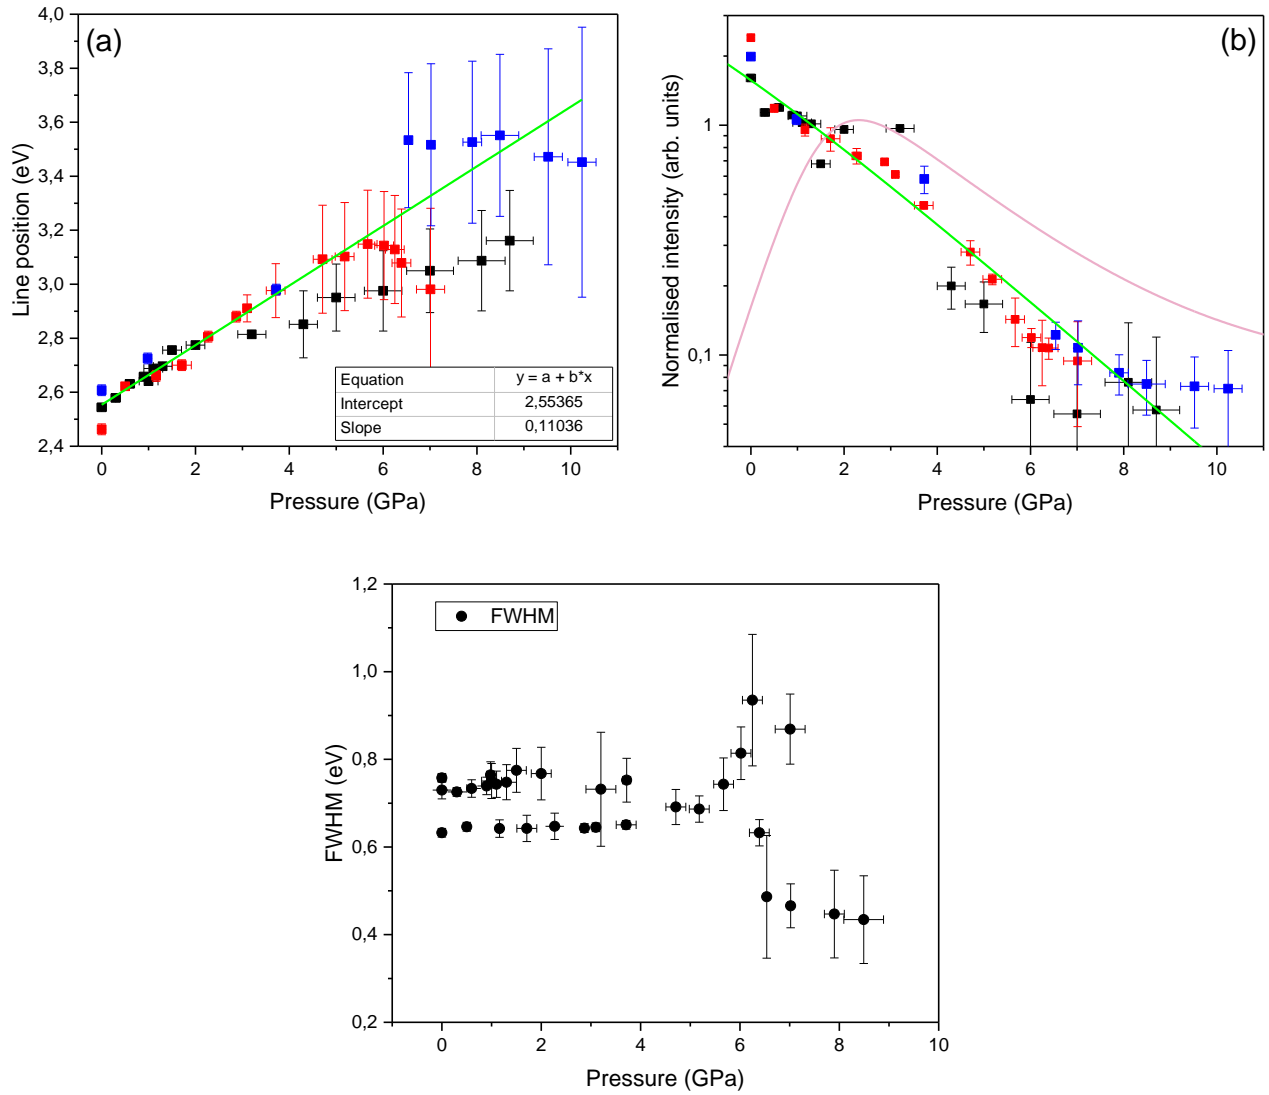 (a)
4,0
3,8
3,6
3,4
3,2
3,0
2,8
2,6
2,4
Line position (eV)
Equation y = a + b*x
Intercept 2,55365
Slope 0,11036
0 2 4 6 8 10
Pressure (GPa)
(b)
1
0,1
Normalised intensity (arb. units)
0 2 4 6 8 10
Pressure (GPa)
1,2
1,0
0,8
0,6
0,4
0,2
FWHM (eV)
FWHM
0 2 4 6 8 10
Pressure (GPa)